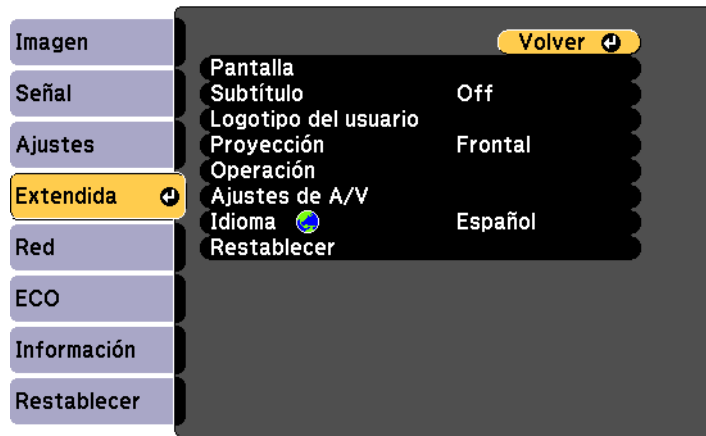 Imagen
Señal
Ajustes
Extendida
Red
ECO
Información
Restablecer
Volver
Pantalla
Subtítulo Off
Logotipo del usuario
Proyección Frontal
Operación
Ajustes de A/V
Idioma Español
Restablecer